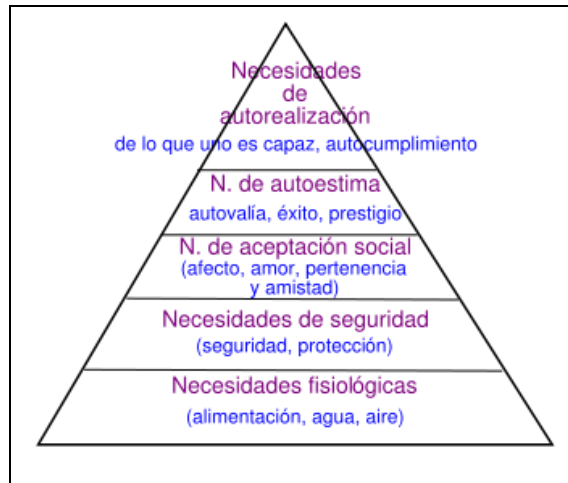 Necesidades
de
autorealización
de lo que uno es capaz, autocumplimiento
N. de autoestima
autovalía, éxito, prestigio
N. de aceptación social
(afecto, amor, pertenencia
y amistad)
Necesidades de seguridad
(seguridad, protección)
Necesidades fisiológicas
(alimentación, agua, aire)